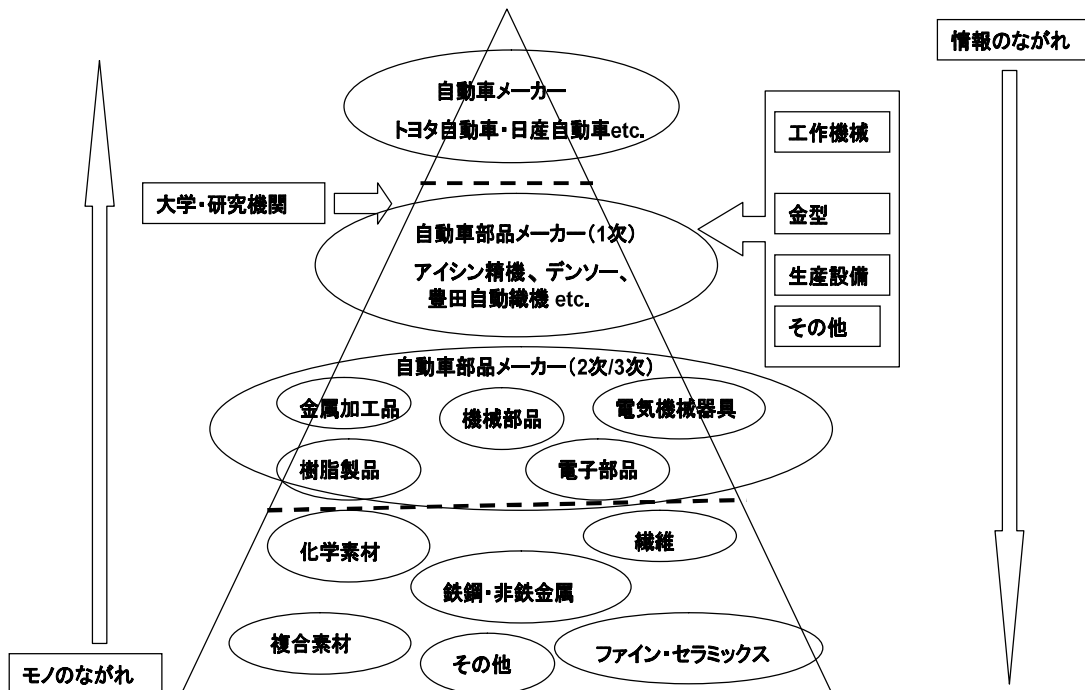 情報のながれ
自動車メーカー
トヨタ自動車・日産自動車etc.
工作機械
大学・研究機関
金型
自動車部品メーカー(1次)
アイシン精機、デンソー、
豊田自動織機 etc.
生産設備
その他
自動車部品メーカー(2次/3次)
金属加工品
機械部品
電気機械器具
樹脂製品
電子部品
化学素材
繊維
鉄鋼・非鉄金属
複合素材
その他
ファイン・セラミックス
モノのながれ